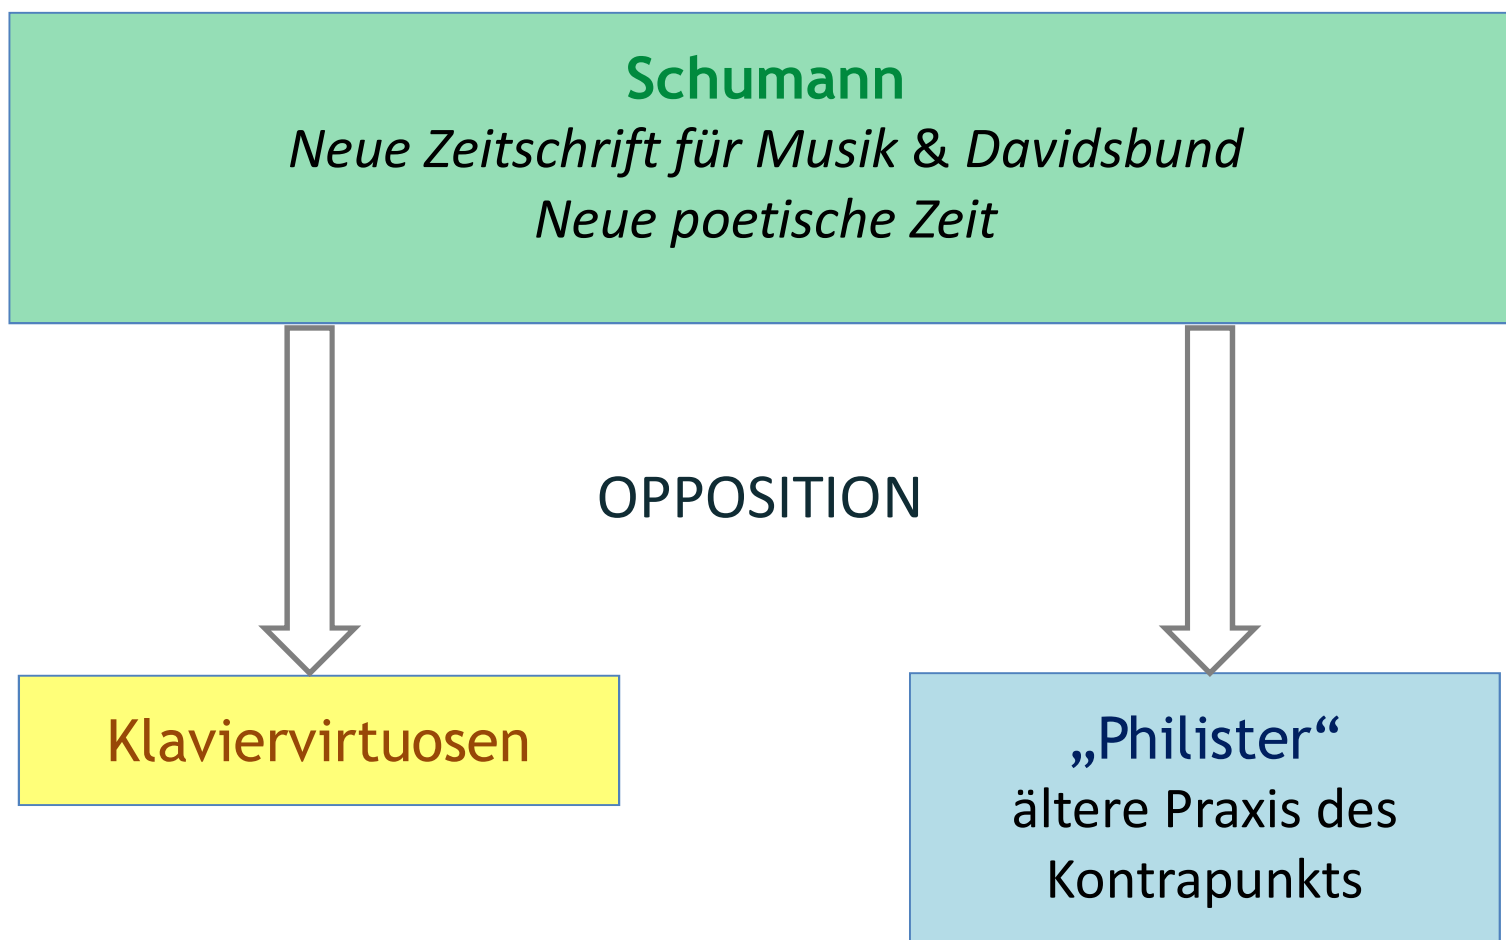 Schumann
Neue Zeitschrift für Musik & Davidsbund
Neue poetische Zeit
OPPOSITION
Klaviervirtuosen
„Philister“
ältere Praxis des
Kontrapunkts